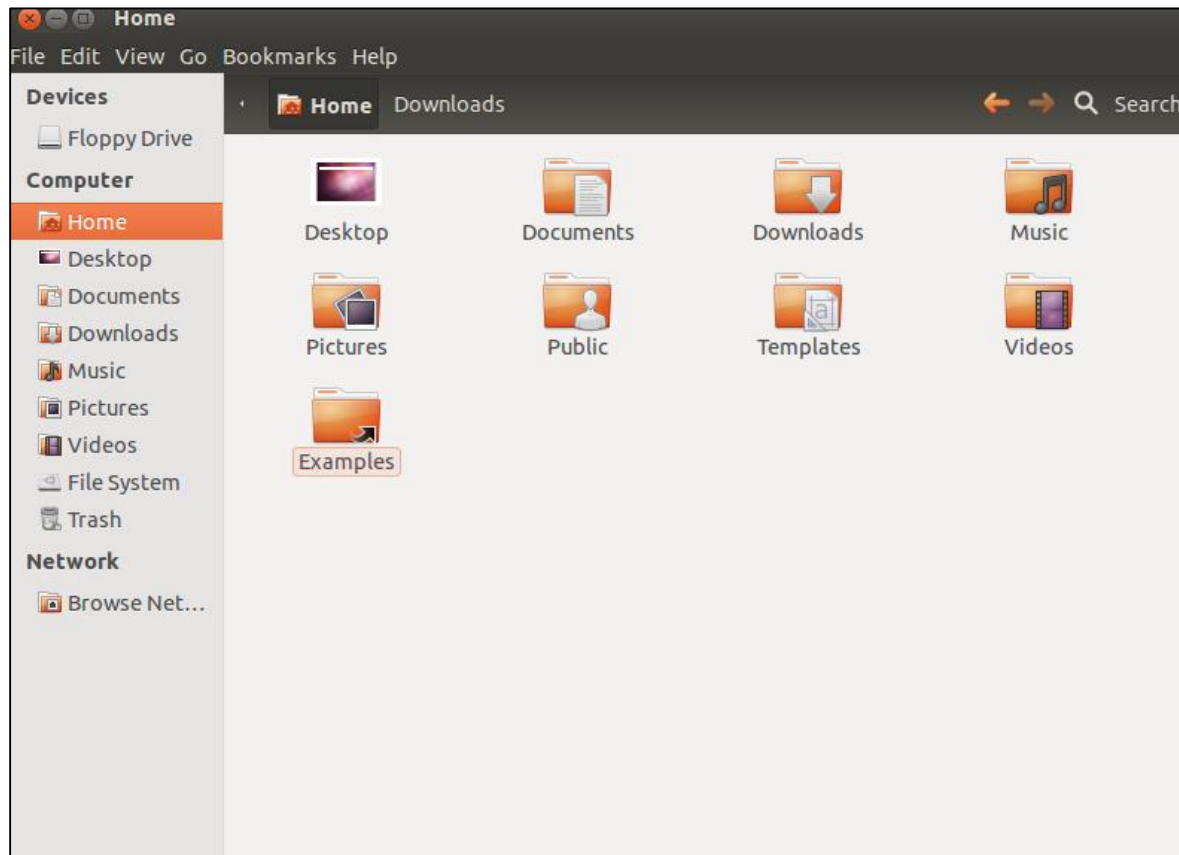 Home
File Edit View Go Bookmarks Help
Devices
Floppy Drive
Computer
Home
Desktop
Documents
Downloads
Music
Pictures
Videos
File System
Trash
Network
Browse Net...
Home Downloads Search
Desktop Documents Downloads Music
Pictures Public Templates Videos
Examples